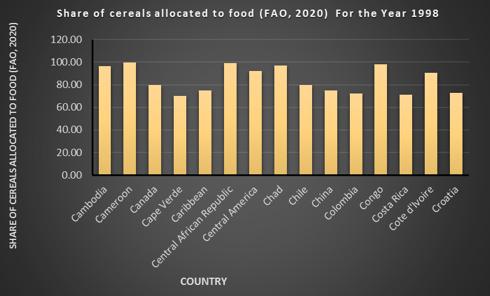 Share of cereals allocated to food (FAO, 2020)  For the Year 1998
SHARE OF CEREALS ALLOCATED TO FOOD (FAO, 2020)
120.00
100.00
80.00
60.00
40.00
20.00
0.00
Cambodia
Cameroon
Canada
Cape Verde
Caribbean
Central African Republic
Central America
Chad
Chile
China
Colombia
Congo
Costa Rica
Cote d'Ivoire
Croatia
COUNTRY